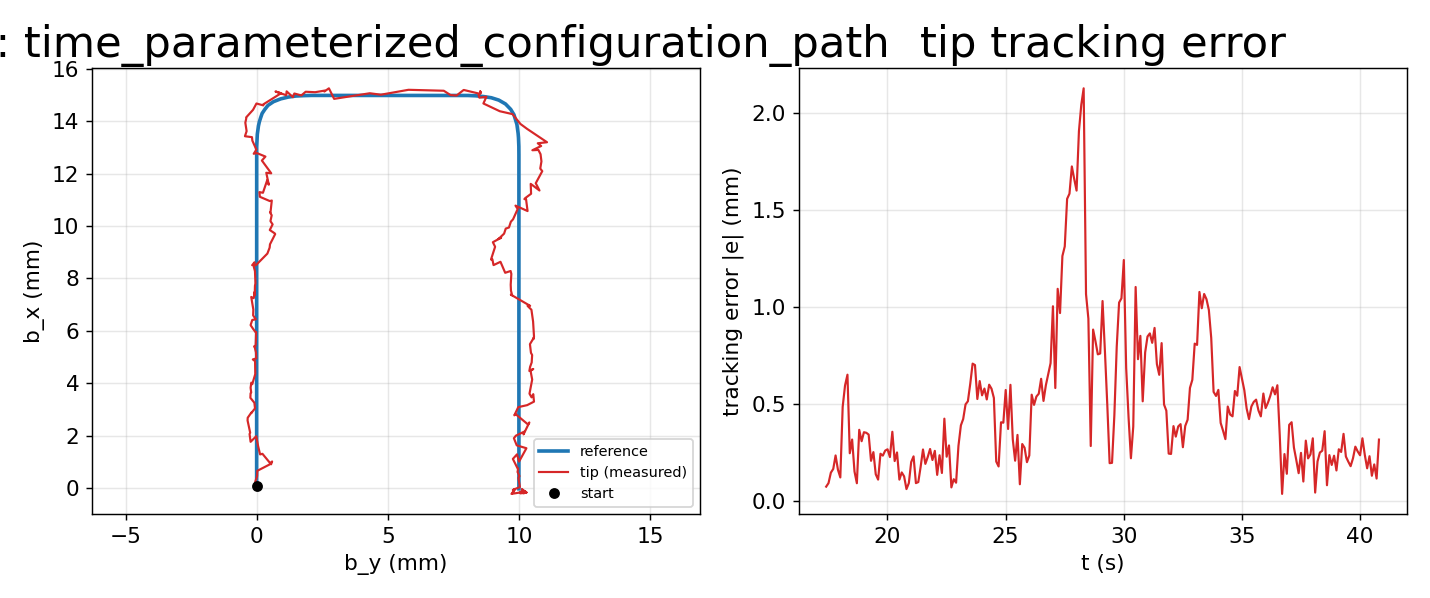 : time_parameterized_configuration_path
tip tracking error
16
14
12
10
8
6
4
2
0
b_x (mm)
−5
0
5
10
15
b_y (mm)
reference
tip (measured)
start
2.0
1.5
1.0
0.5
0.0
tracking error |e| (mm)
20
25
30
35
40
t (s)